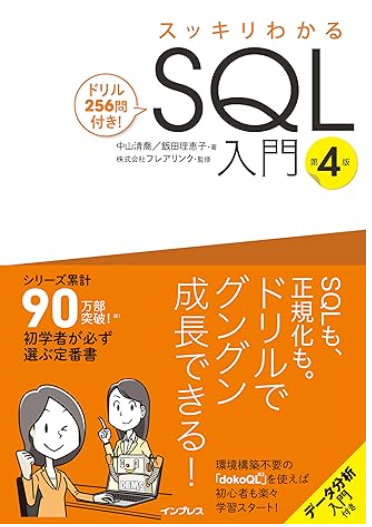 スッキリわかる
SQL
入門
第4版
ドリル
256問
付き!
中山清喬/飯田理恵子・著
株式会社フレアリンク・監修
SQLも、
正規化も。
ドリルで
グングン
成長できる!
シリーズ累計
90万部
突破!
初学者が必ず
選ぶ定番書
DBMS
環境構築不要の
「dokoQL」を使えば
初心者も楽々
学習スタート!
データ分析
入門付き
インプレス